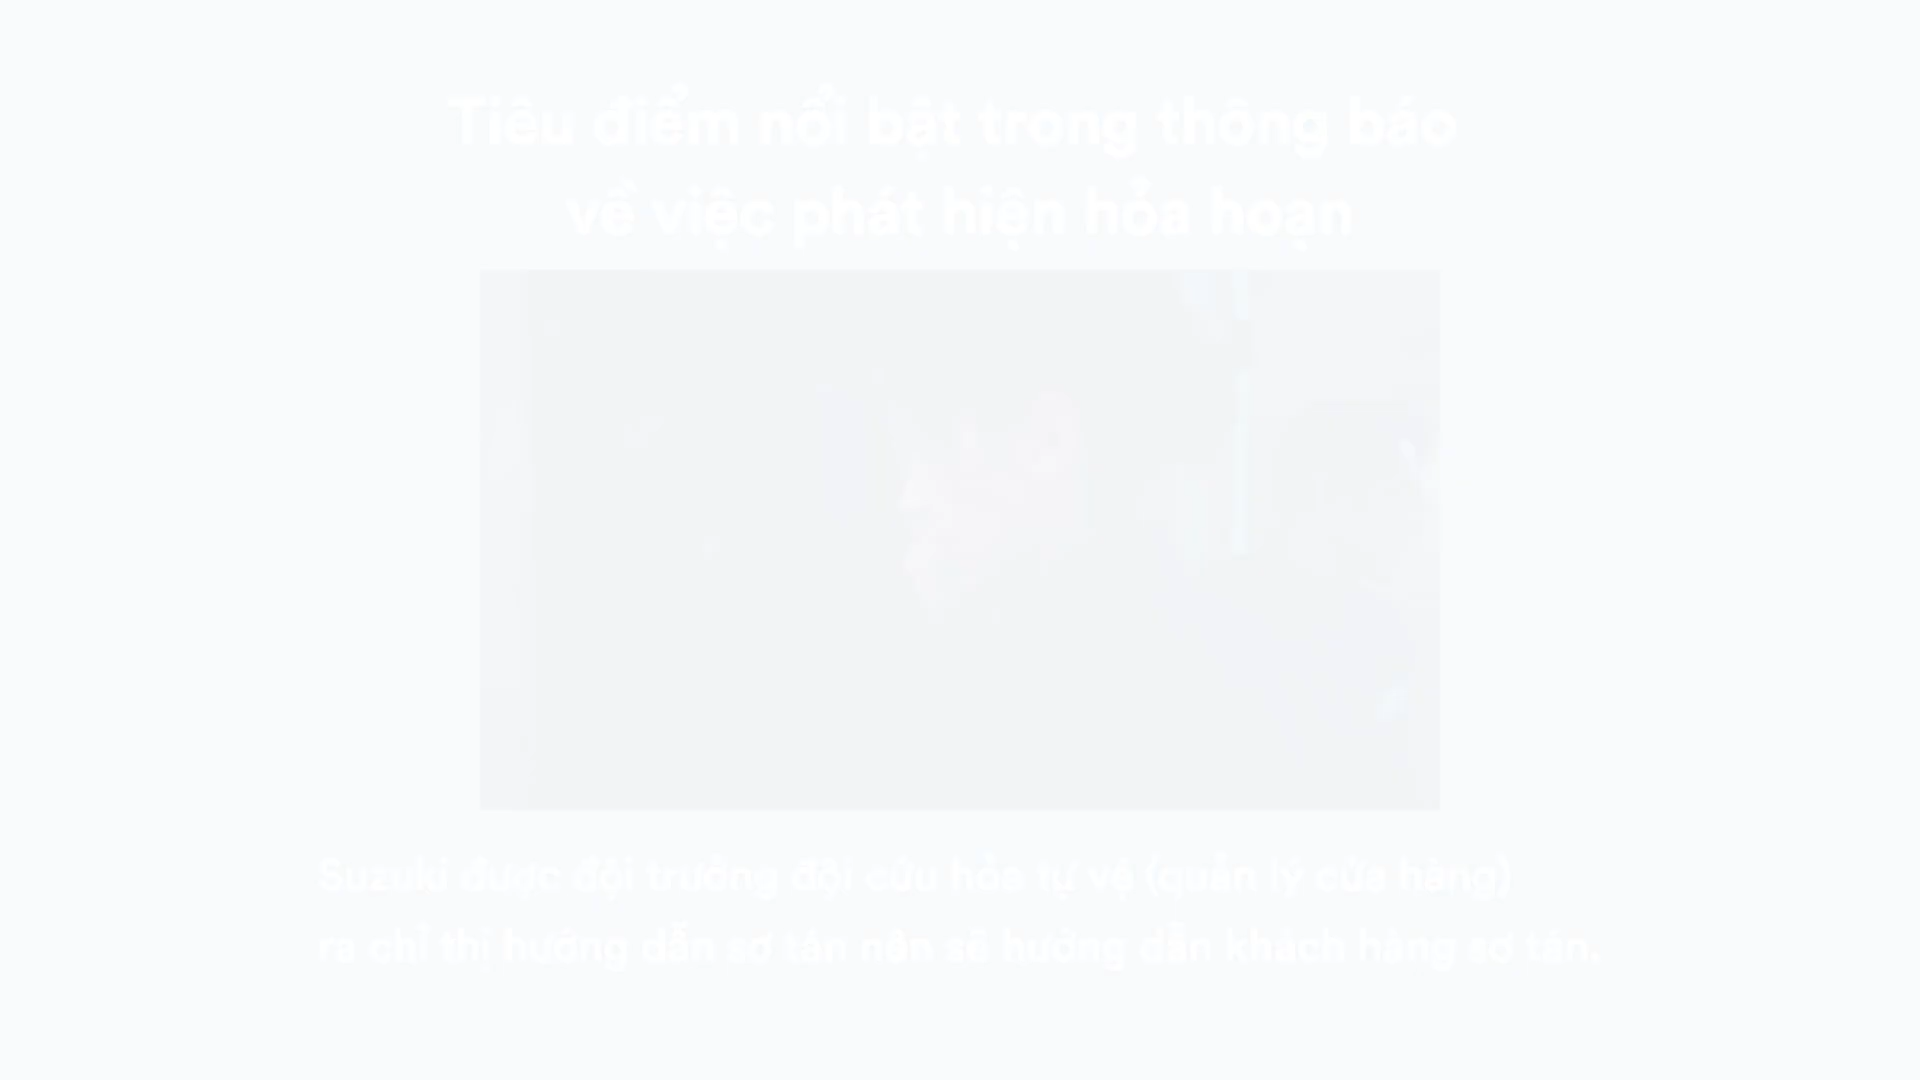 Tiêu điểm nổi bật trong thông báo
về việc phát hiện hỏa hoạn
Suzuki được đội trưởng đội cứu hỏa tự vệ (quản lý cửa hàng)
ra chỉ thị hướng dẫn sơ tán nên sẽ hướng dẫn khách hàng sơ tán.